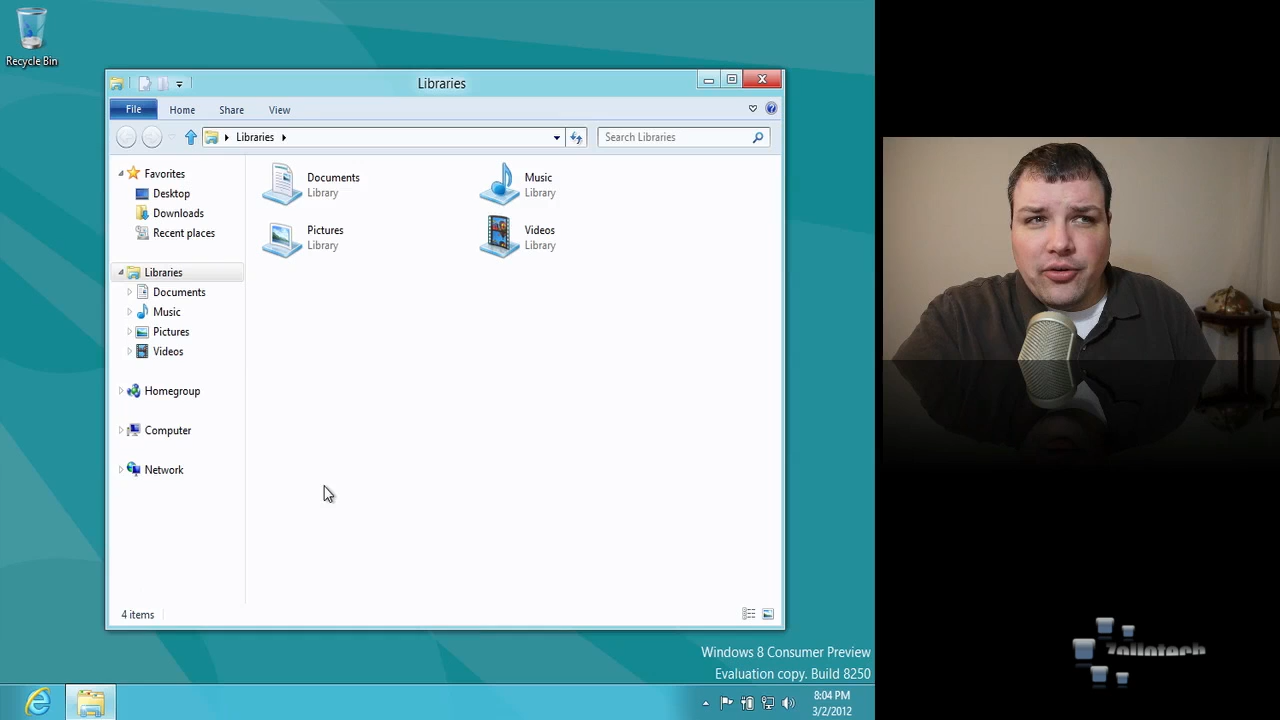 Recycle Bin
Libraries
File Home Share View
Libraries
Search Libraries
Favorites
Desktop
Downloads
Recent places
Libraries
Documents
Music
Pictures
Videos
Homegroup
Computer
Network
Documents
Library
Music
Library
Pictures
Library
Videos
Library
4 items
Windows 8 Consumer Preview
Evaluation copy. Build 8250
8:04 PM
3/2/2012
Zollotech